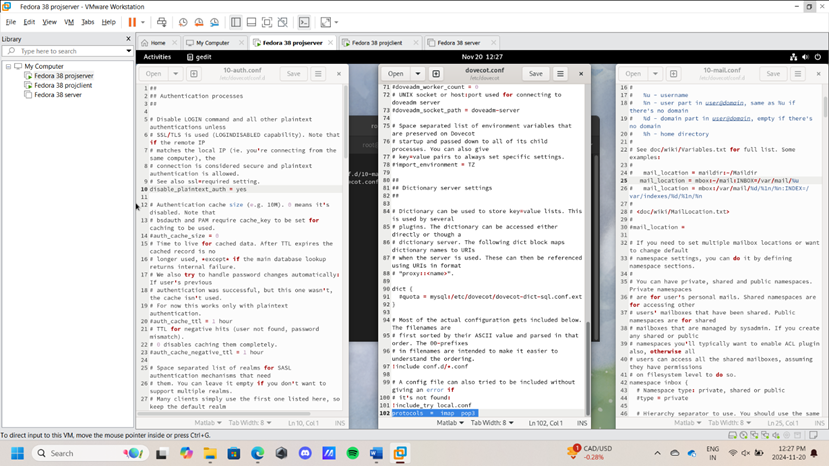 Fedora 38 projserver - VMware Workstation
File Edit View VM Tabs Help
Library
Type here to search
My Computer
Fedora 38 projserver
Fedora 38 projclient
Fedora 38 server
Home
My Computer
Fedora 38 projserver
Fedora 38 projclient
Fedora 38 server
Activities gedit Nov 20 12:27
Open 10-auth.conf Save
1 ##
2 ## Authentication processes
3 ##
4
5 # Disable LOGIN command and all other plaintext
authentications unless
6 # SSL/TLS is used (LOGINDISABLED capability). Note that
if the remote IP
7 # matches the local IP (ie. you're connecting from the
same computer), the
8 # connection is considered secure and plaintext
authentication is allowed.
9 # See also ssl=required setting.
10 disable_plaintext_auth = yes
11
12 # Authentication cache size (e.g. 10M). 0 means it's
disabled. Note that
13 # bsdauth and PAM require cache_key to be set for
caching to be used.
14 #auth_cache_size = 0
15 # Time to live for cached data. After TTL expires the
cached record is no
16 # longer used, *except* if the main database lookup
returns internal failure.
17 # We also try to handle password changes automatically:
If user's previous
18 # authentication was successful, but this one wasn't,
the cache isn't used.
19 # For now this works only with plaintext
authentication.
20 #auth_cache_ttl = 1 hour
21 # TTL for negative hits (user not found, password
mismatch).
22 # 0 disables caching them completely.
23 #auth_cache_negative_ttl = 1 hour
24
25 # Space separated list of realms for SASL
authentication mechanisms that need
26 # them. You can leave it empty if you don't want to
support multiple realms.
27 # Many clients simply use the first one listed here, so
keep the default realm
Matlab Tab Width: 8 Ln 10, Col 1 INS
Open dovecot.conf Save
/etc/dovecot
71 #doveadm_worker_count = 0
72 # UNIX socket or host:port used for connecting to
doveadm server
73 #doveadm_socket_path = doveadm-server
74
75 # Space separated list of environment variables that
are preserved on Dovecot
76 # startup and passed down to all of its child
processes. You can also give
77 # key=value pairs to always set specific settings.
78 #import_environment = TZ
79
80 ##
81 ## Dictionary server settings
82 ##
83
84 # Dictionary can be used to store key=value lists. This
is used by several
85 # plugins. The dictionary can be accessed either
directly or though a
86 # dictionary server. The following dict block maps
dictionary names to URIs
87 # when the server is used. These can then be referenced
using URIs in format
88 # "proxy::<name>".
89
90 dict {
91 #quota = mysql:/etc/dovecot/dovecot-dict-sql.conf.ext
92 }
93
94 # Most of the actual configuration gets included below.
The filenames are
95 # first sorted by their ASCII value and parsed in that
order. The 00-prefixes
96 # in filenames are intended to make it easier to
understand the ordering.
97 !include conf.d/*.conf
98
99 # A config file can also tried to be included without
giving an error if
100 # it's not found:
101 !include_try local.conf
102 protocols = imap pop3
Matlab Tab Width: 8 Ln 102, Col 1 INS
Open 10-mail.conf Save
16 #
17 # %u - username
18 # %n - user part in user@domain, same as %u if
there's no domain
19 # %d - domain part in user@domain, empty if there's
no domain
20 # %h - home directory
21 #
22 # See doc/wiki/Variables.txt for full list. Some
examples:
23 #
24 # mail_location = maildir:~/Maildir
25 mail_location = mbox:~/mail:INBOX=/var/mail/%u
26 # mail_location = mbox:/var/mail/%d/%1n/%n:INDEX=/
var/indexes/%d/%1n/%n
27 #
28 # <doc/wiki/MailLocation.txt>
29 #
30 #mail_location =
31
32 # If you need to set multiple mailbox locations or want
to change default
33 # namespace settings, you can do it by defining
namespace sections.
34 #
35 # You can have private, shared and public namespaces.
Private namespaces
36 # are for user's personal mails. Shared namespaces are
for accessing other
37 # users' mailboxes that have been shared. Public
namespaces are for shared
38 # mailboxes that are managed by sysadmin. If you create
any shared or public
39 # namespaces you'll typically want to enable ACL plugin
also, otherwise all
40 # users can access all the shared mailboxes, assuming
they have permissions
41 # on filesystem level to do so.
42 namespace inbox {
43 # Namespace type: private, shared or public
44 #type = private
45
46 # Hierarchy separator to use. You should use the same
Matlab Tab Width: 8 Ln 25, Col 1 INS
To direct input to this VM, move the mouse pointer inside or press Ctrl+G.
Search
CAD/USD
-0.28%
ENG
IN
12:27 PM
2024-11-20